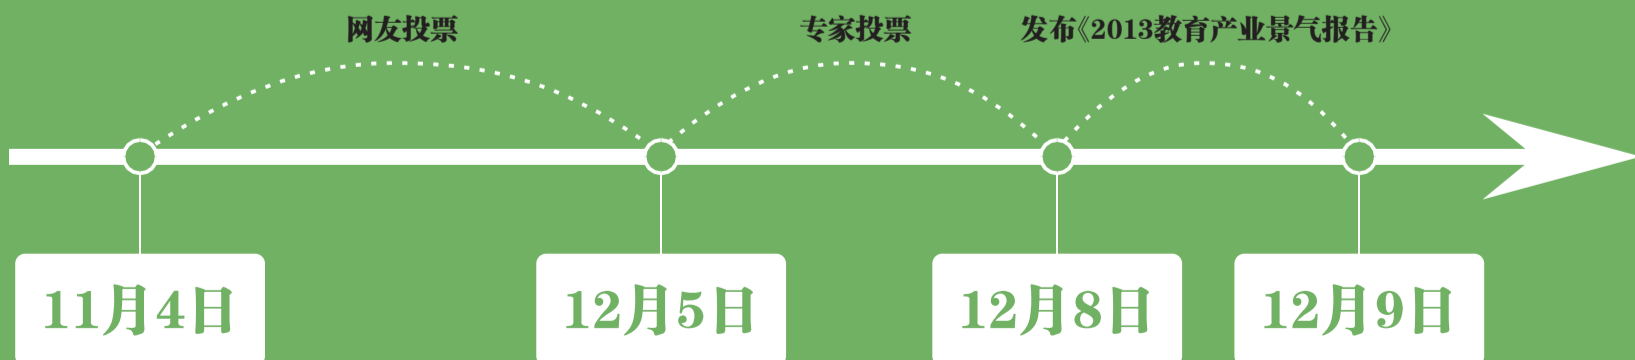 网友投票
专家投票
发布《2013教育产业景气报告》
11月4日
12月5日
12月8日
12月9日